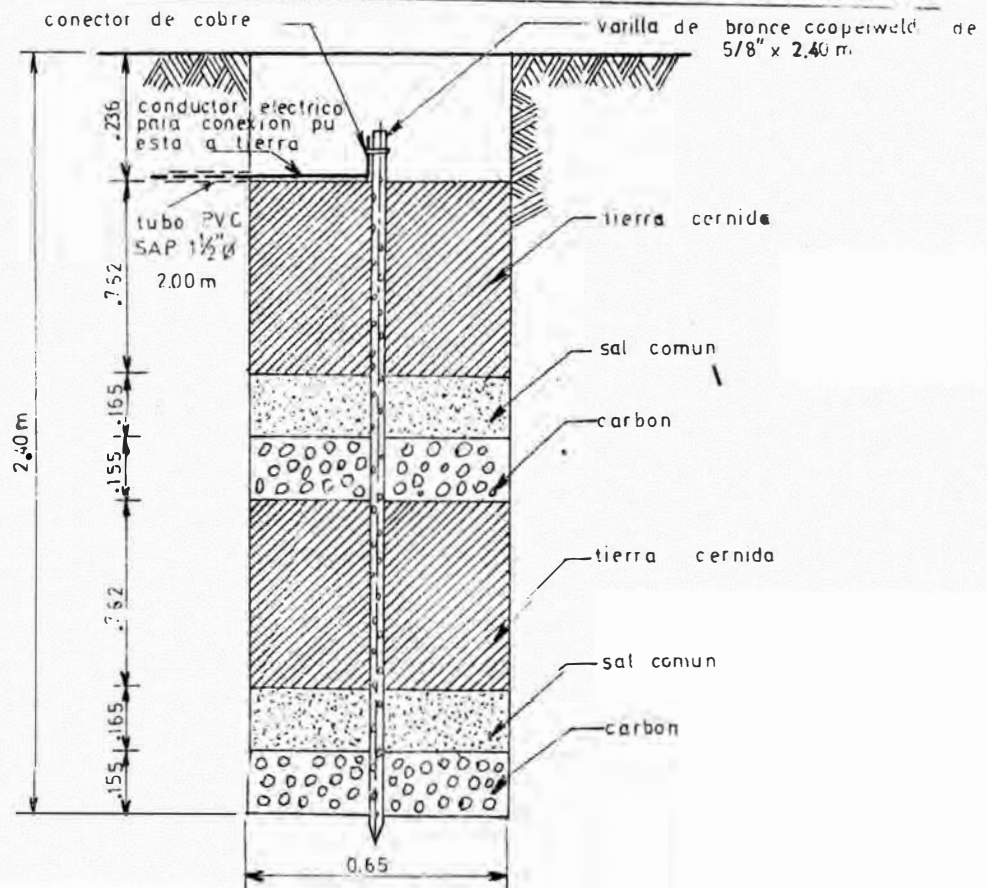 conector de cobre
varilla de bronce cooperweld de
5/8" x 2.40 m
.236
conductor electrico
para conexion pu
esta a tierra
tubo PVC
SAP 1½"ø
2.00 m
tierra cernida
.762
sal comun
.165
carbon
.155
2.40 m
tierra cernida
.762
sal comun
.165
carbon
.155
0.65